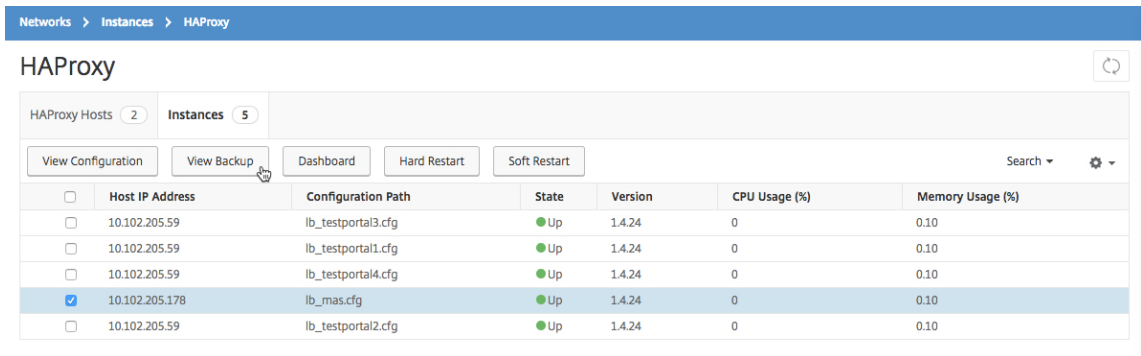 Networks > Instances > HAProxy
HAProxy
HAProxy Hosts 2 Instances 5
View Configuration View Backup Dashboard Hard Restart Soft Restart Search
Host IP Address Configuration Path State Version CPU Usage (%) Memory Usage (%)
10.102.205.59 lb_testportal3.cfg Up 1.4.24 0 0.10
10.102.205.59 lb_testportal1.cfg Up 1.4.24 0 0.10
10.102.205.59 lb_testportal4.cfg Up 1.4.24 0 0.10
10.102.205.178 lb_mas.cfg Up 1.4.24 0 0.10
10.102.205.59 lb_testportal2.cfg Up 1.4.24 0 0.10